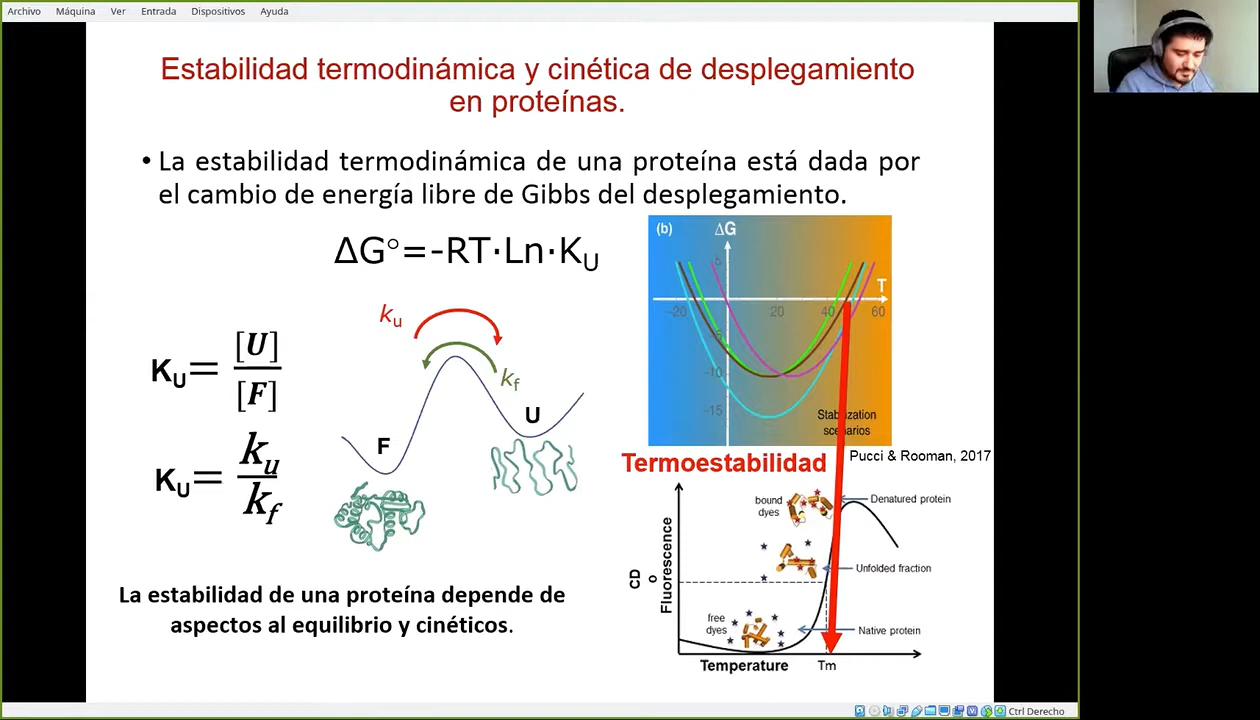 Archivo Máquina Ver Entrada Dispositivos Ayuda
Estabilidad termodinámica y cinética de desplegamiento
en proteínas.
• La estabilidad termodinámica de una proteína está dada por
el cambio de energía libre de Gibbs del desplegamiento.
ΔG°=-RT·Ln·KU
KU= [U]
[F]
KU= ku
kf
ku
kf
F
U
La estabilidad de una proteína depende de
aspectos al equilibrio y cinéticos.
(b) ΔG
5
T
-20 20 40 60
-5
-10
-15
Stabilization
scenarios
Termoestabilidad
Pucci & Rooman, 2017
bound
dyes
Denatured protein
Unfolded fraction
free
dyes
Native protein
CD
o
Fluorescence
Temperature Tm
Ctrl Derecho